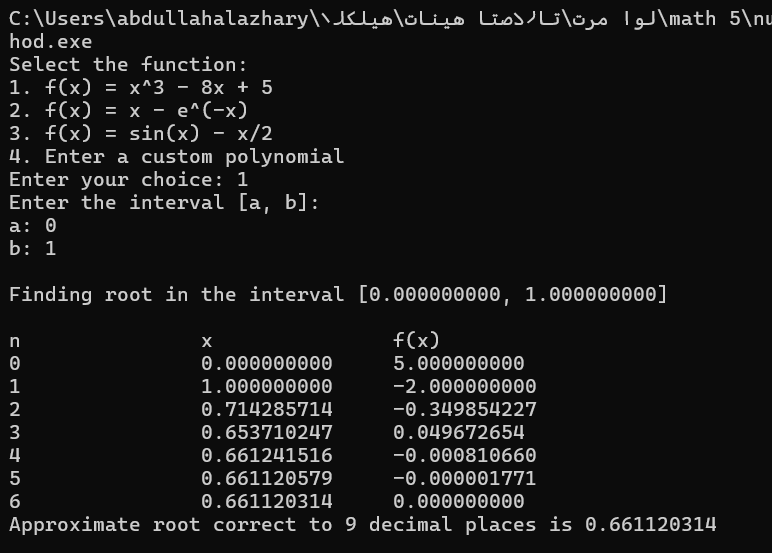 C:\Users\abdullahalazhary\الكليه\تانيه اتصالات\ترم اول\math 5\nu
hod.exe
Select the function:
1. f(x) = x^3 - 8x + 5
2. f(x) = x - e^(-x)
3. f(x) = sin(x) - x/2
4. Enter a custom polynomial
Enter your choice: 1
Enter the interval [a, b]:
a: 0
b: 1
Finding root in the interval [0.000000000, 1.000000000]
n x f(x)
0 0.000000000 5.000000000
1 1.000000000 -2.000000000
2 0.714285714 -0.349854227
3 0.653710247 0.049672654
4 0.661241516 -0.000810660
5 0.661120579 -0.000001771
6 0.661120314 0.000000000
Approximate root correct to 9 decimal places is 0.661120314